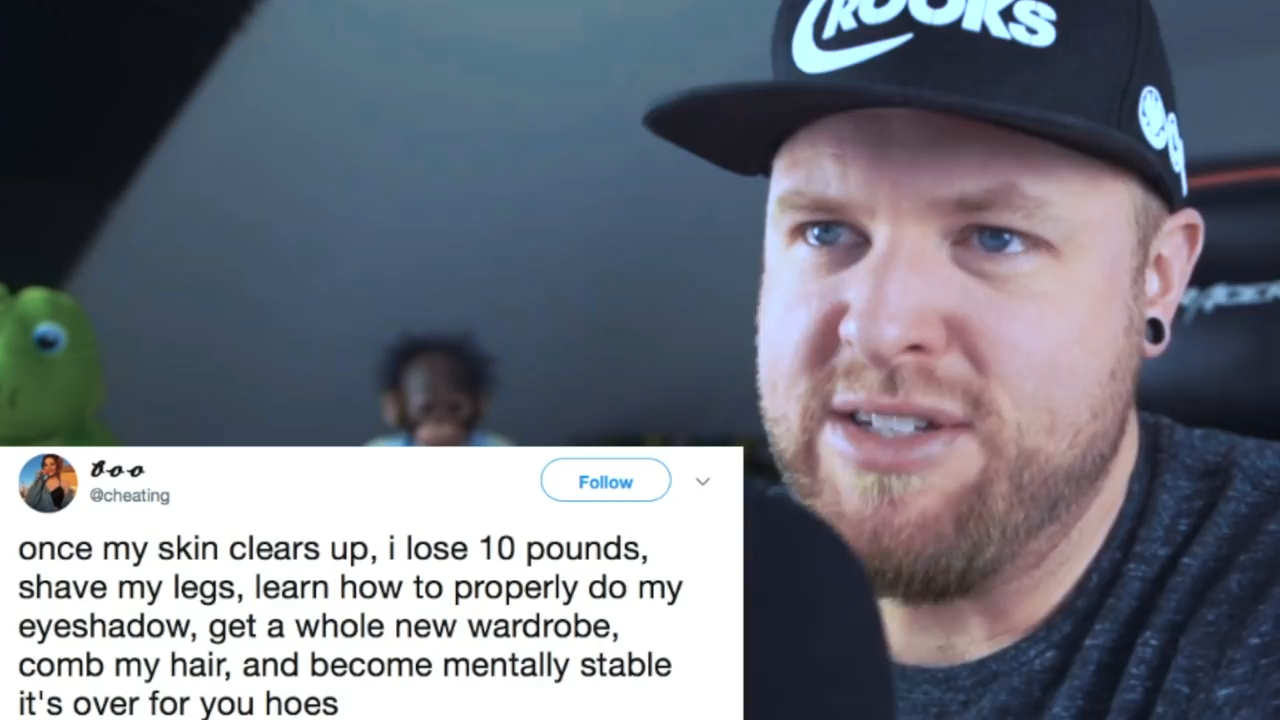 CROOKS
boo
@cheating
Follow
once my skin clears up, i lose 10 pounds,
shave my legs, learn how to properly do my
eyeshadow, get a whole new wardrobe,
comb my hair, and become mentally stable
it's over for you hoes